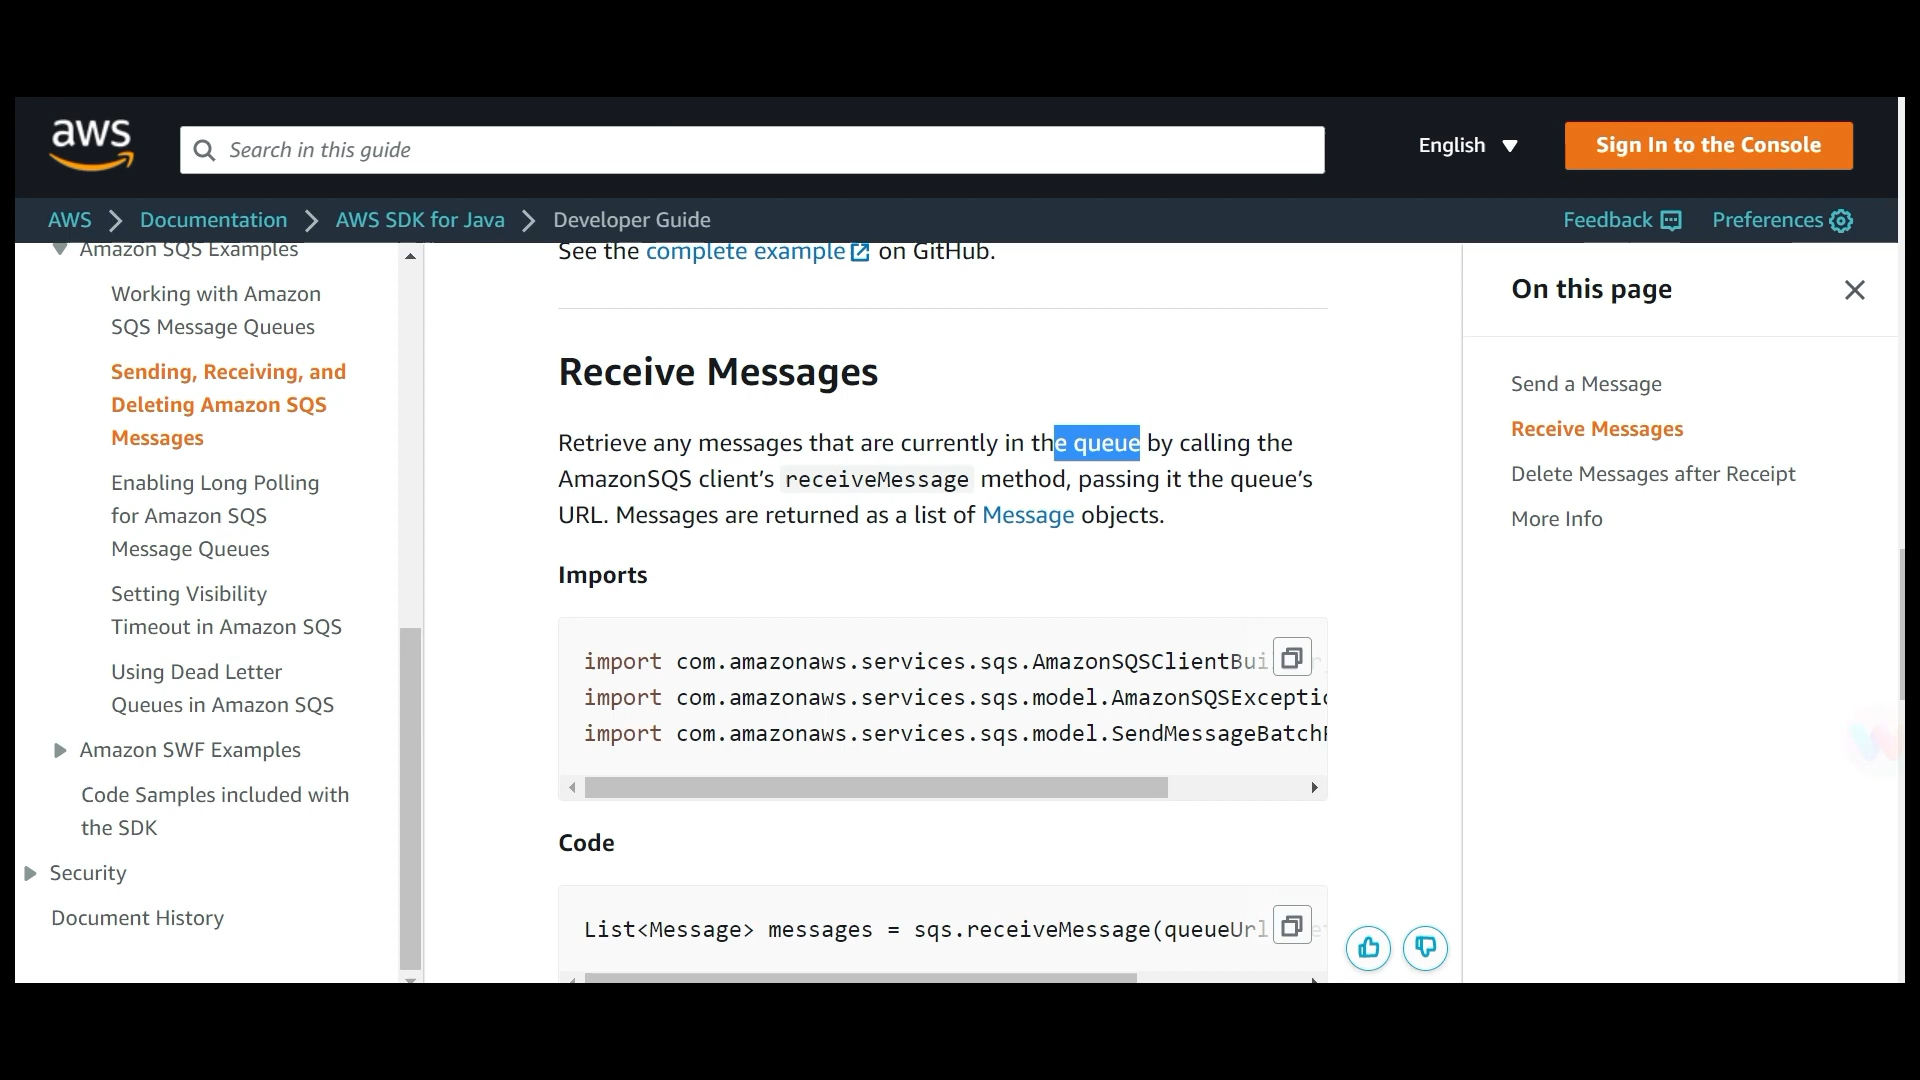 aws
Search in this guide
English
Sign In to the Console
AWS
Documentation
AWS SDK for Java
Developer Guide
Feedback
Preferences
Amazon SQS Examples
Working with Amazon
SQS Message Queues
Sending, Receiving, and
Deleting Amazon SQS
Messages
Enabling Long Polling
for Amazon SQS
Message Queues
Setting Visibility
Timeout in Amazon SQS
Using Dead Letter
Queues in Amazon SQS
Amazon SWF Examples
Code Samples included with
the SDK
Security
Document History
See the complete example on GitHub.
Receive Messages
Retrieve any messages that are currently in the queue by calling the
AmazonSQS client’s receiveMessage method, passing it the queue’s
URL. Messages are returned as a list of Message objects.
Imports
import com.amazonaws.services.sqs.AmazonSQSClientBui
import com.amazonaws.services.sqs.model.AmazonSQSExceptio
import com.amazonaws.services.sqs.model.SendMessageBatch
Code
List<Message> messages = sqs.receiveMessage(queueUrl
On this page
Send a Message
Receive Messages
Delete Messages after Receipt
More Info